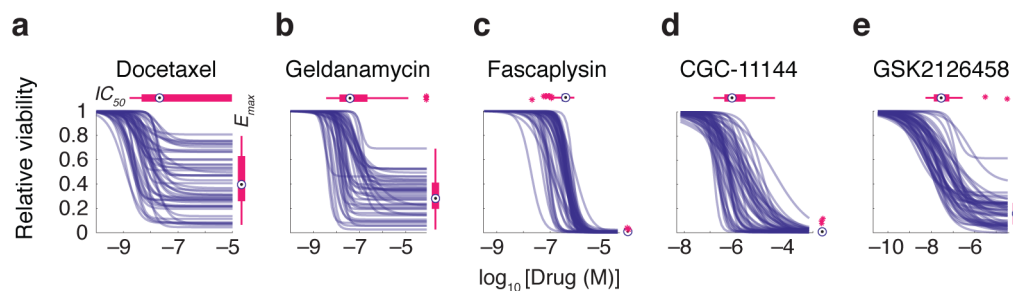 a b c d e
Docetaxel Geldanamycin Fascaplysin CGC-11144 GSK2126458
IC50
Emax
Relative viability
1
0.8
0.6
0.4
0.2
0
−9 −7 −5 −9 −7 −5 −9 −7 −5 −8 −6 −4 −10 −8 −6
log10 [Drug (M)]